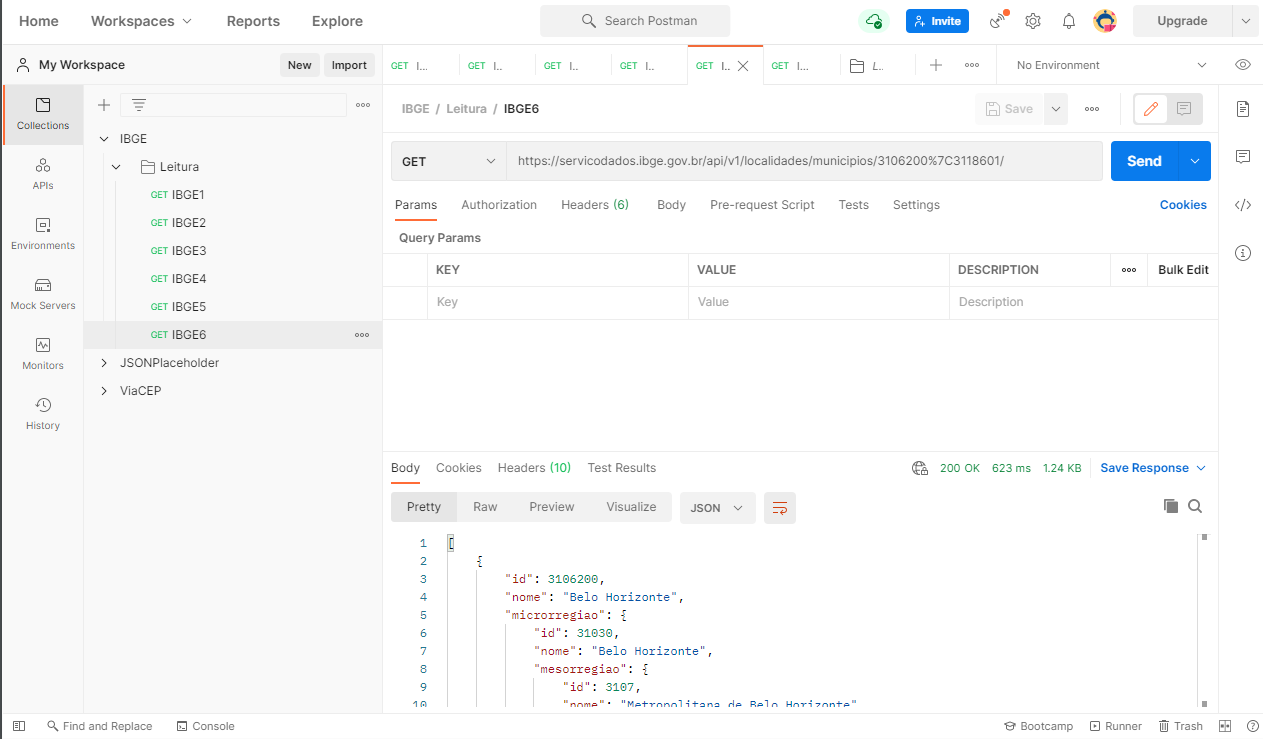 Home Workspaces Reports Explore Search Postman Invite Upgrade
My Workspace New Import GET I... GET I.. GET I.. GET I.. GET I. GET I... L.. No Environment
Collections
APIs
Environments
Mock Servers
Monitors
History
IBGE
Leitura
GET IBGE1
GET IBGE2
GET IBGE3
GET IBGE4
GET IBGE5
GET IBGE6
JSONPlaceholder
ViaCEP
IBGE / Leitura / IBGE6 Save
GET https://servicodados.ibge.gov.br/api/v1/localidades/municipios/3106200%7C3118601/ Send
Params Authorization Headers (6) Body Pre-request Script Tests Settings Cookies
Query Params
KEY VALUE DESCRIPTION Bulk Edit
Key Value Description
Body Cookies Headers (10) Test Results 200 OK 623 ms 1.24 KB Save Response
Pretty Raw Preview Visualize JSON
1 [
2 {
3 "id": 3106200,
4 "nome": "Belo Horizonte",
5 "microrregiao": {
6 "id": 31030,
7 "nome": "Belo Horizonte",
8 "mesorregiao": {
9 "id": 3107,
10 "nome": "Metropolitana de Belo Horizonte"
Find and Replace Console Bootcamp Runner Trash